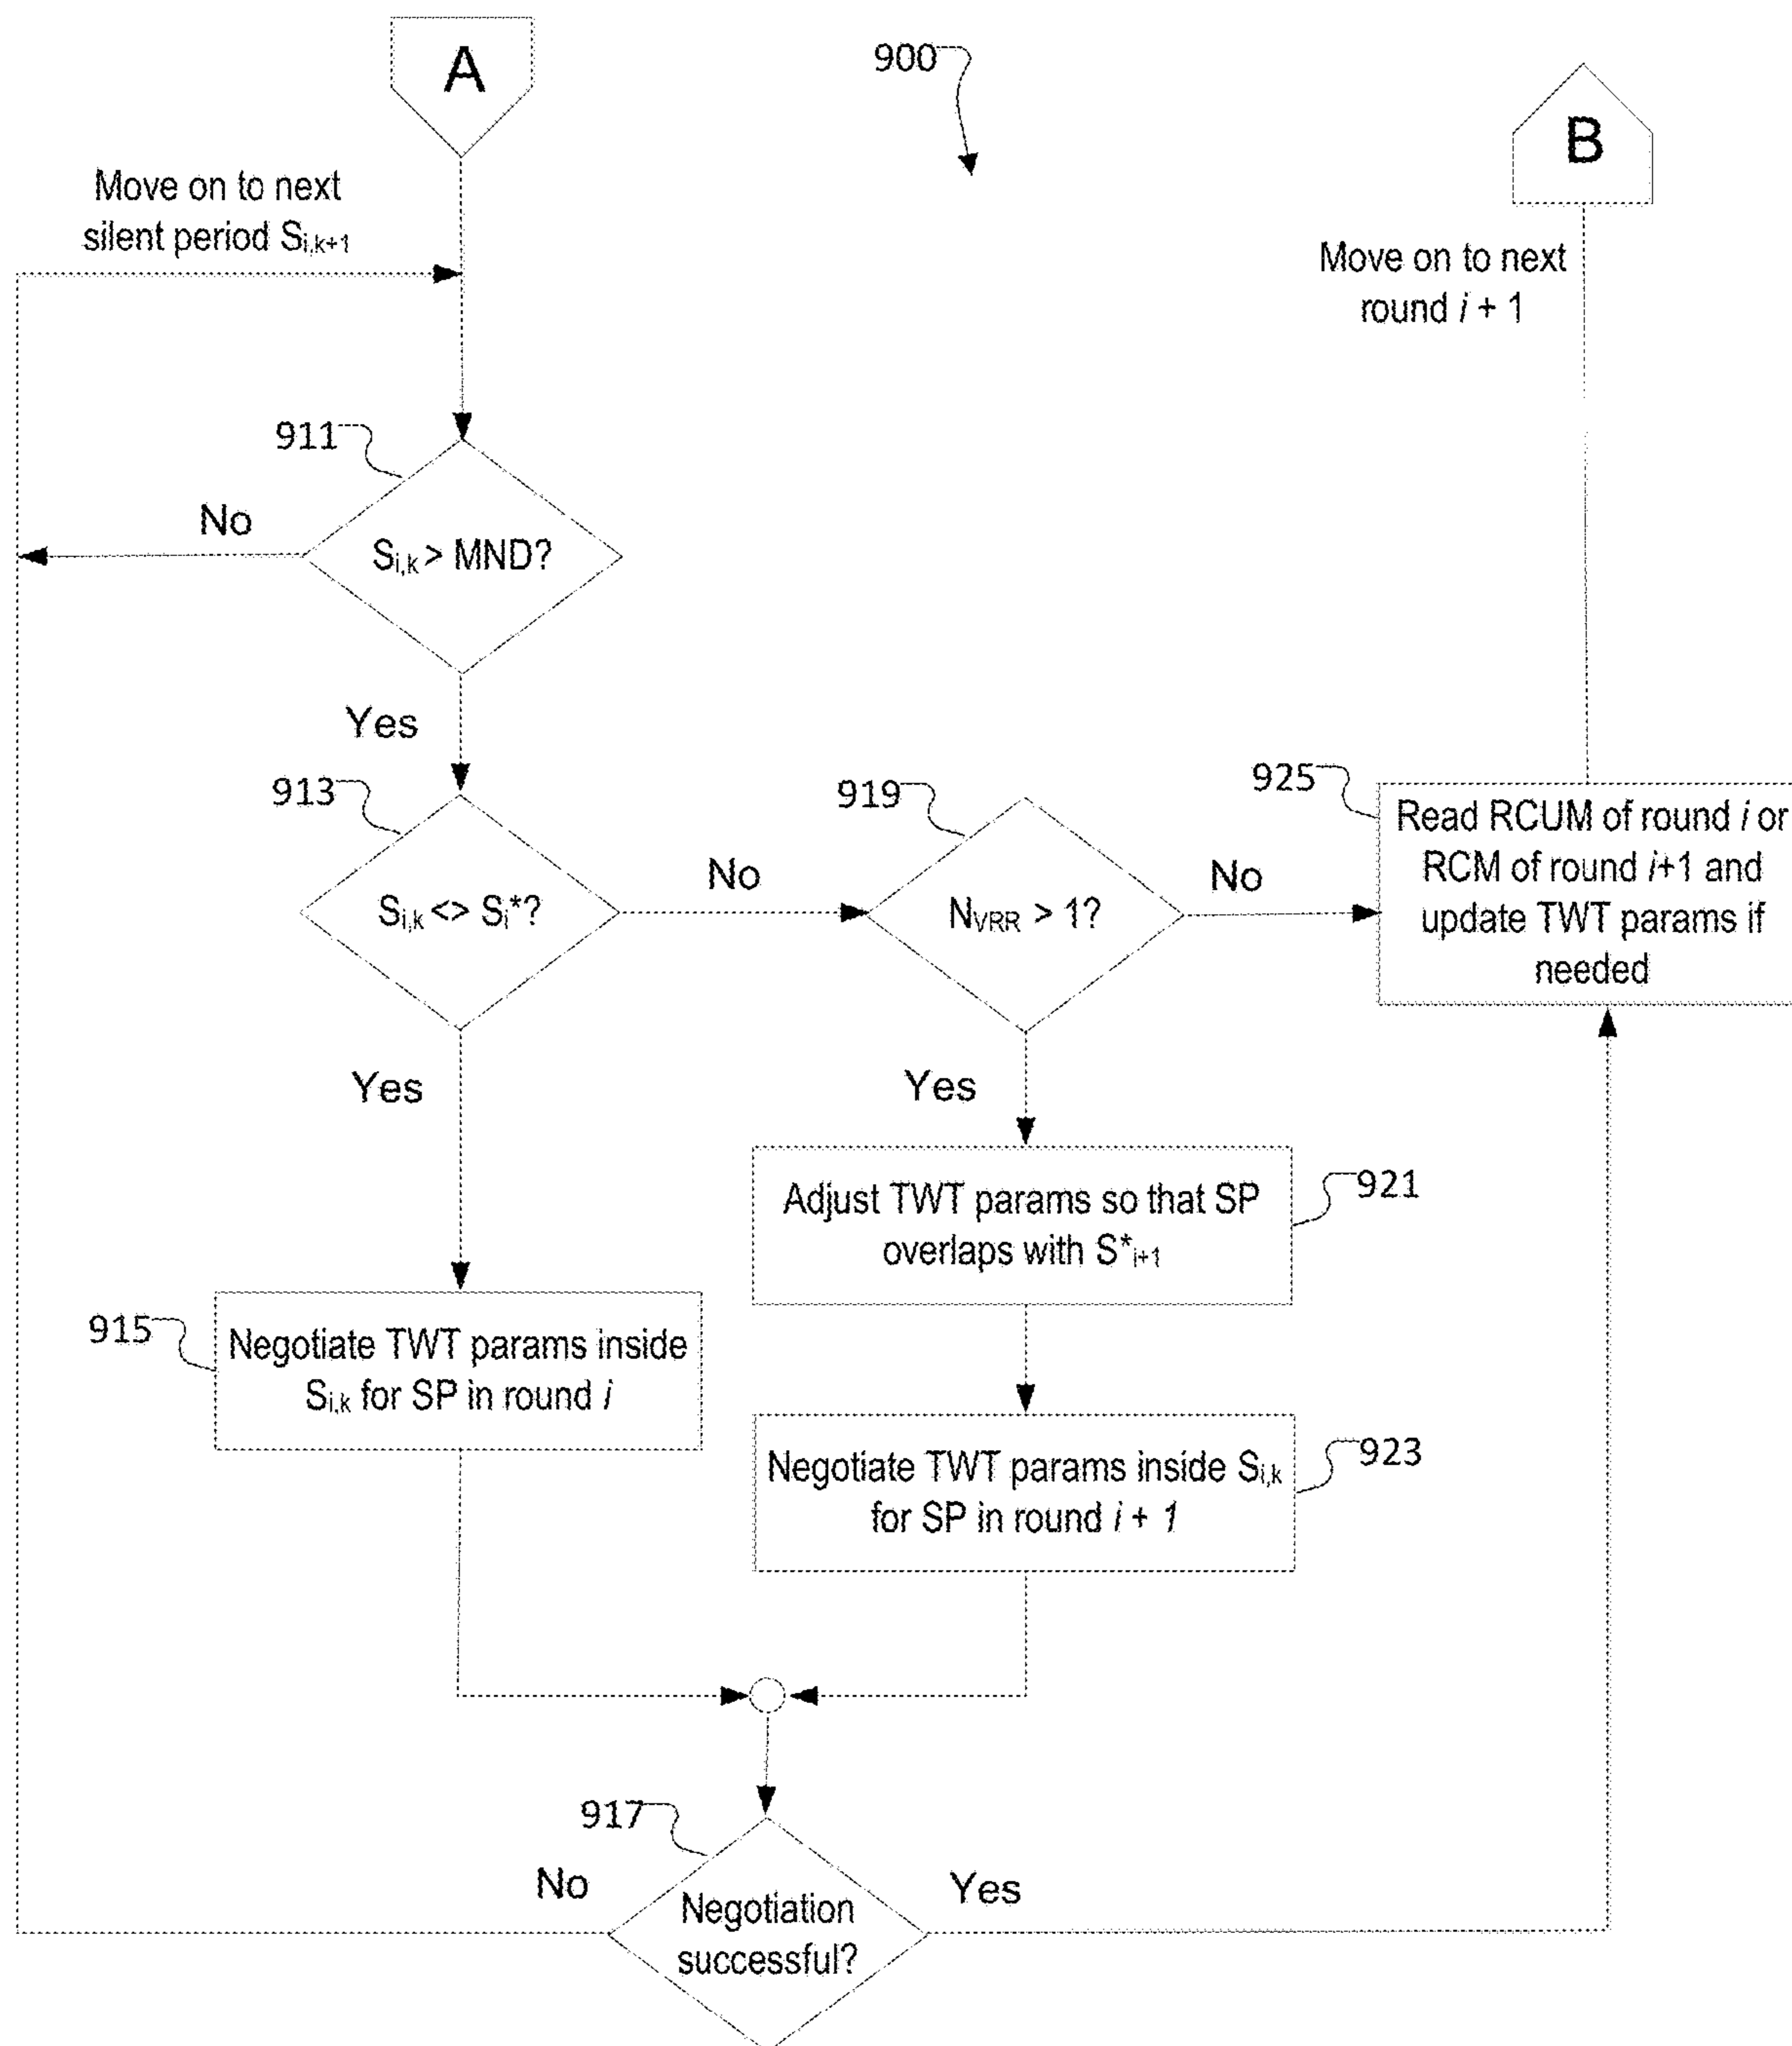 A
900
B
Move on to next
silent period Si,k+1
Move on to next
round i + 1
911
No
Si,k > MND?
Yes
913
919
925
Si,k <> Si*?
No
NVRR > 1?
No
Read RCUM of round i or
RCM of round i+1 and
update TWT params if
needed
Yes
Yes
Adjust TWT params so that SP
overlaps with S*i+1
921
915
Negotiate TWT params inside
Si,k for SP in round i
Negotiate TWT params inside Si,k
for SP in round i + 1
923
917
No
Negotiation
successful?
Yes